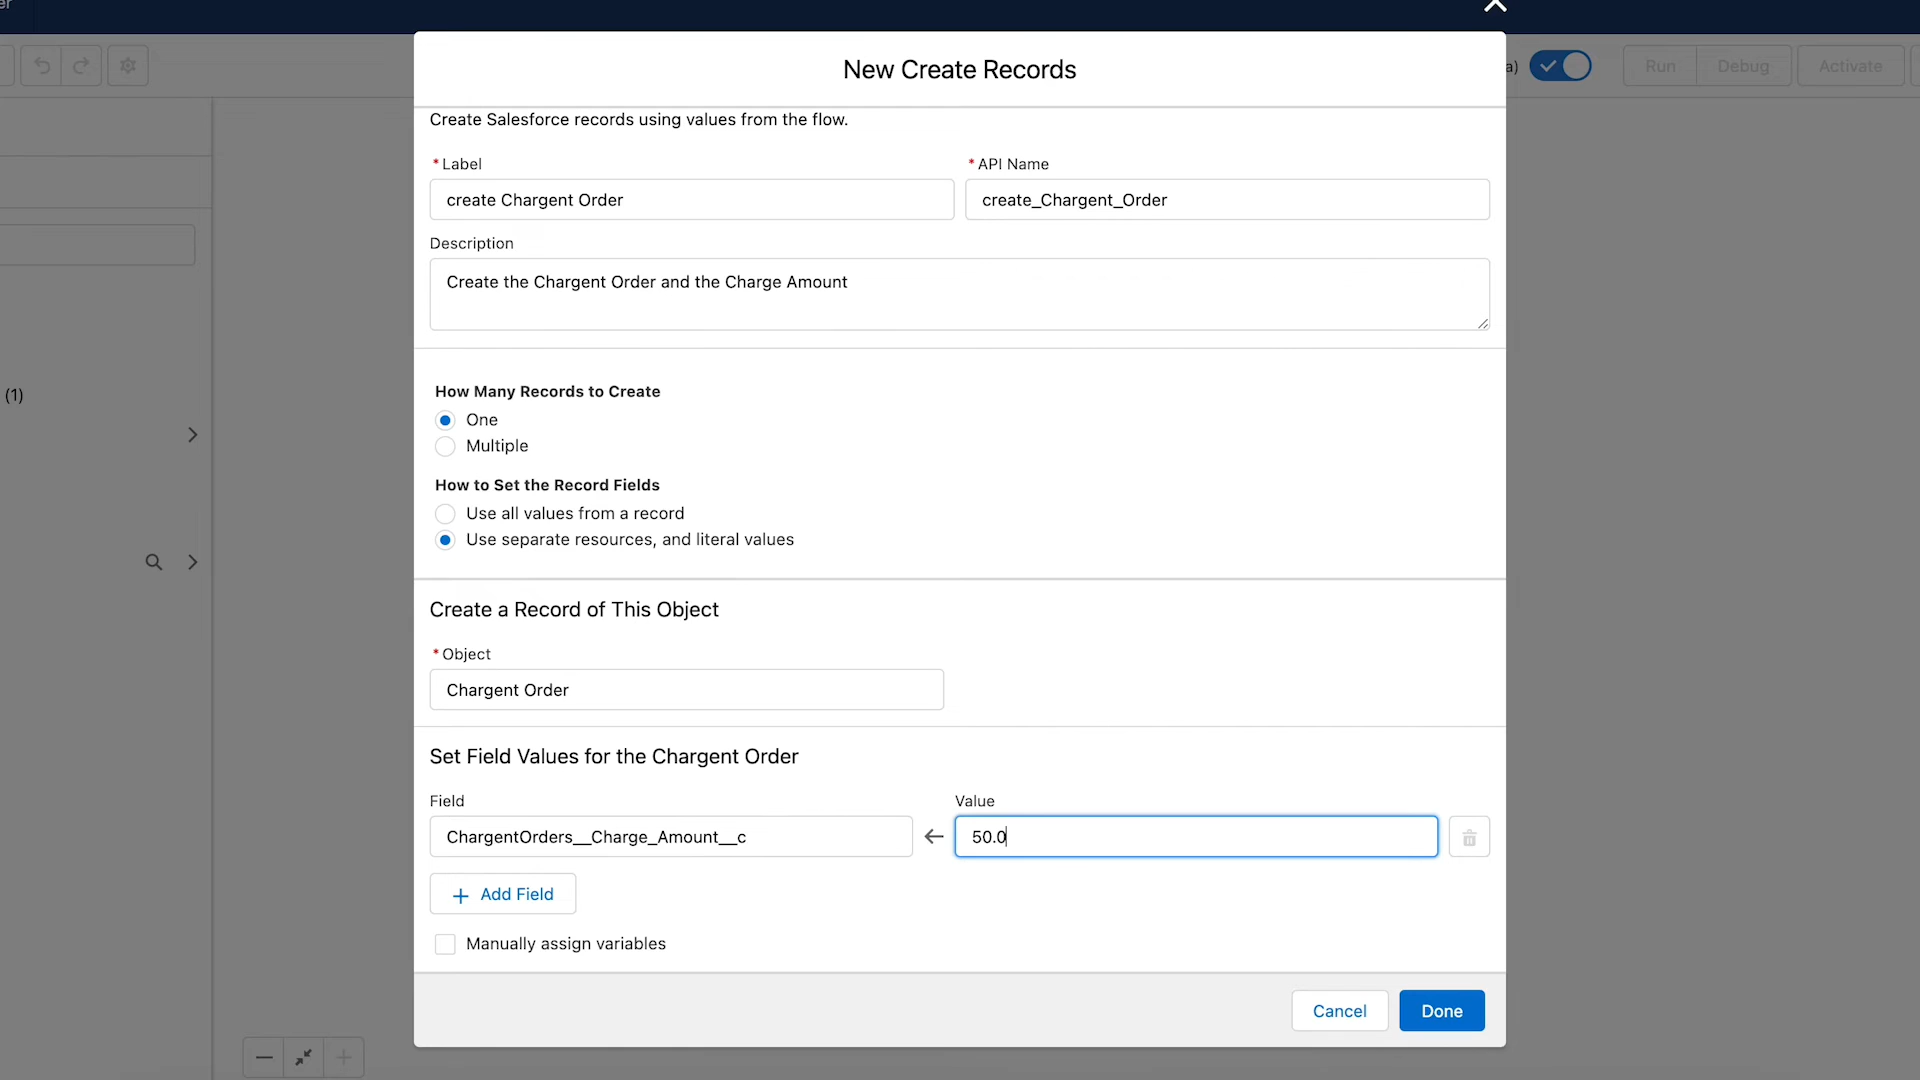 er
New Create Records
a)
Run
Debug
Activate
Create Salesforce records using values from the flow.
*Label
*API Name
create Chargent Order
create_Chargent_Order
Description
Create the Chargent Order and the Charge Amount
How Many Records to Create
(1)
One
Multiple
How to Set the Record Fields
Use all values from a record
Use separate resources, and literal values
Create a Record of This Object
*Object
Chargent Order
Set Field Values for the Chargent Order
Field
Value
ChargentOrders__Charge_Amount__c
50.0
Add Field
Manually assign variables
Cancel
Done